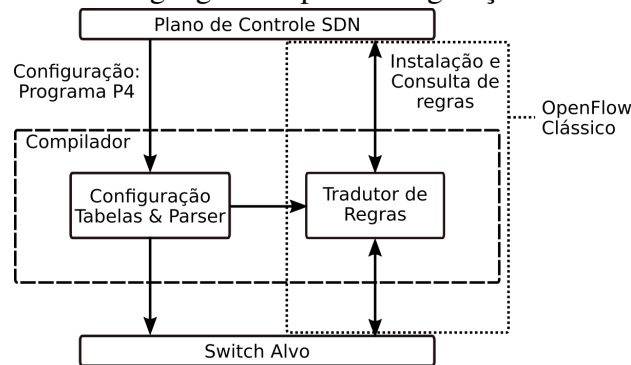 Plano de Controle SDN
Configuração:
Programa P4
Instalação e
Consulta de
regras
OpenFlow
Clássico
Compilador
Configuração
Tabelas & Parser
Tradutor de
Regras
Switch Alvo